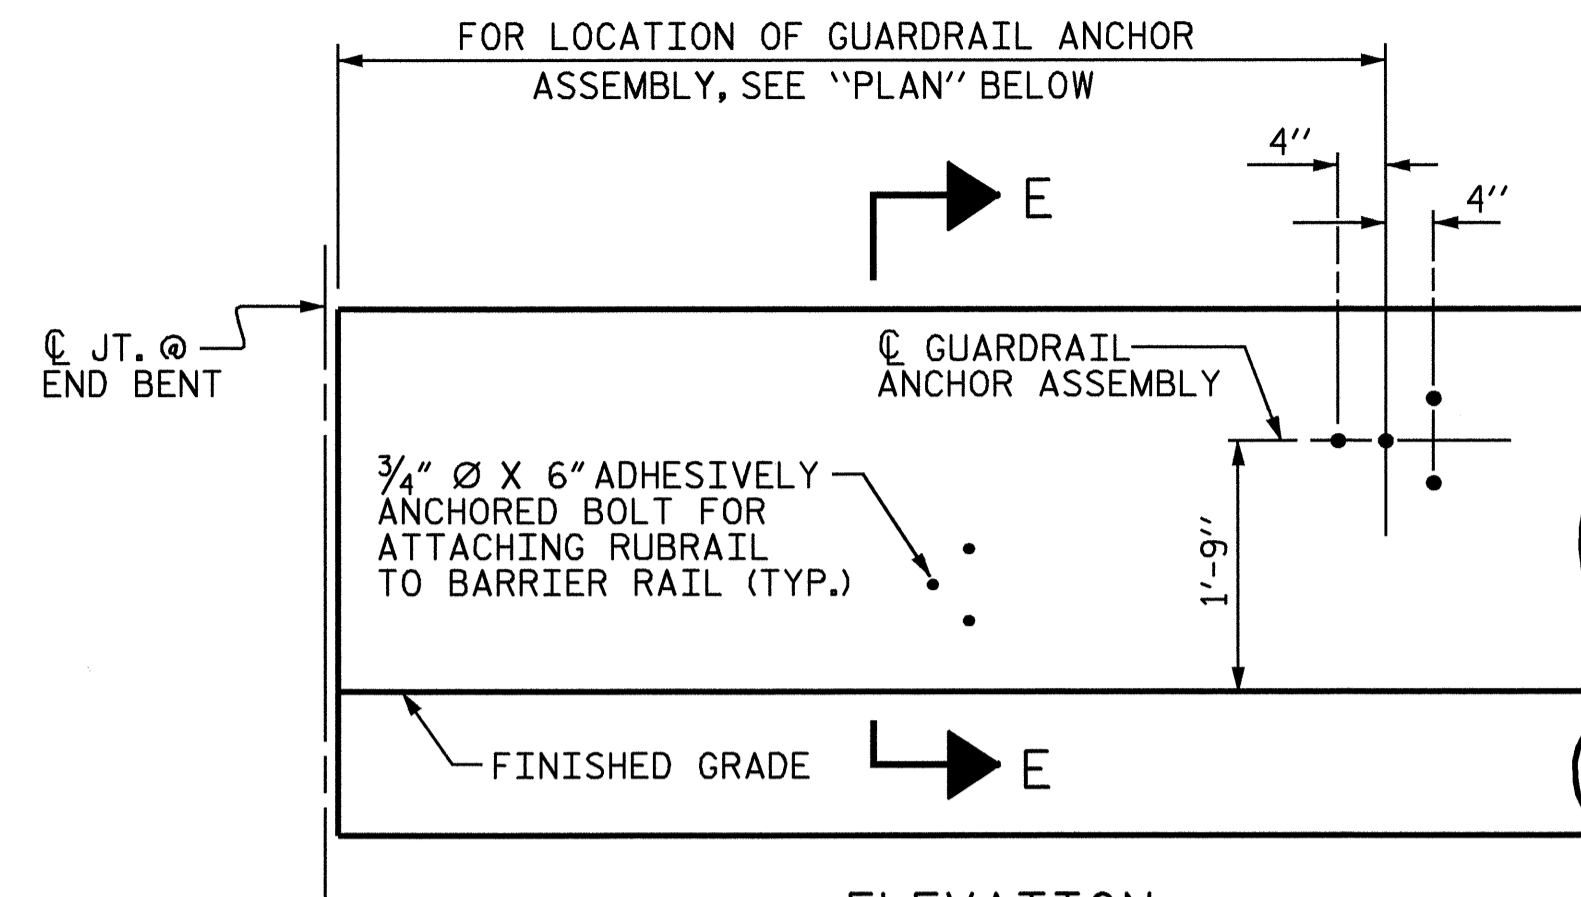 FOR LOCATION OF GUARDRAIL ANCHOR
ASSEMBLY, SEE "PLAN" BELOW
4"
4"
E
℄ JT. @
END BENT
℄ GUARDRAIL
ANCHOR ASSEMBLY
3/4" Ø X 6" ADHESIVELY
ANCHORED BOLT FOR
ATTACHING RUBRAIL
TO BARRIER RAIL (TYP.)
1'-9"
FINISHED GRADE
E
ELEVATION